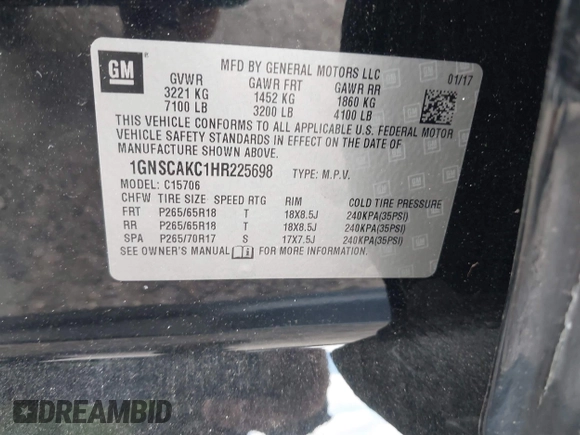 GM
MFD BY GENERAL MOTORS LLC
01/17
GVWR GAWR FRT GAWR RR
3221 KG 1452 KG 1860 KG
7100 LB 3200 LB 4100 LB
THIS VEHICLE CONFORMS TO ALL APPLICABLE U.S. FEDERAL MOTOR
VEHICLE SAFETY STANDARDS IN EFFECT ON THE DATE OF
MANUFACTURE SHOWN ABOVE.
1GNSCAKC1HR225698 TYPE: M.P.V.
MODEL: C15706
CHFW TIRE SIZE SPEED RTG RIM COLD TIRE PRESSURE
FRT P265/65R18 T 18X8.5J 240KPA(35PSI)
RR P265/65R18 T 18X8.5J 240KPA(35PSI)
SPA P265/70R17 S 17X7.5J 240KPA(35PSI)
SEE OWNER'S MANUAL FOR MORE INFORMATION.
DREAMBID